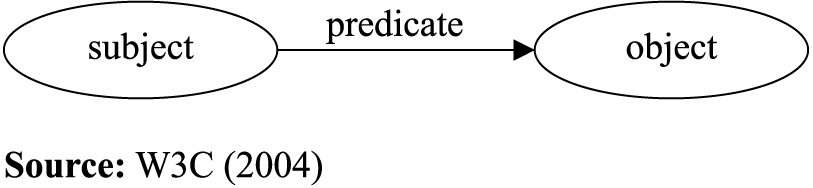 predicate
subject
object
Source: W3C (2004)